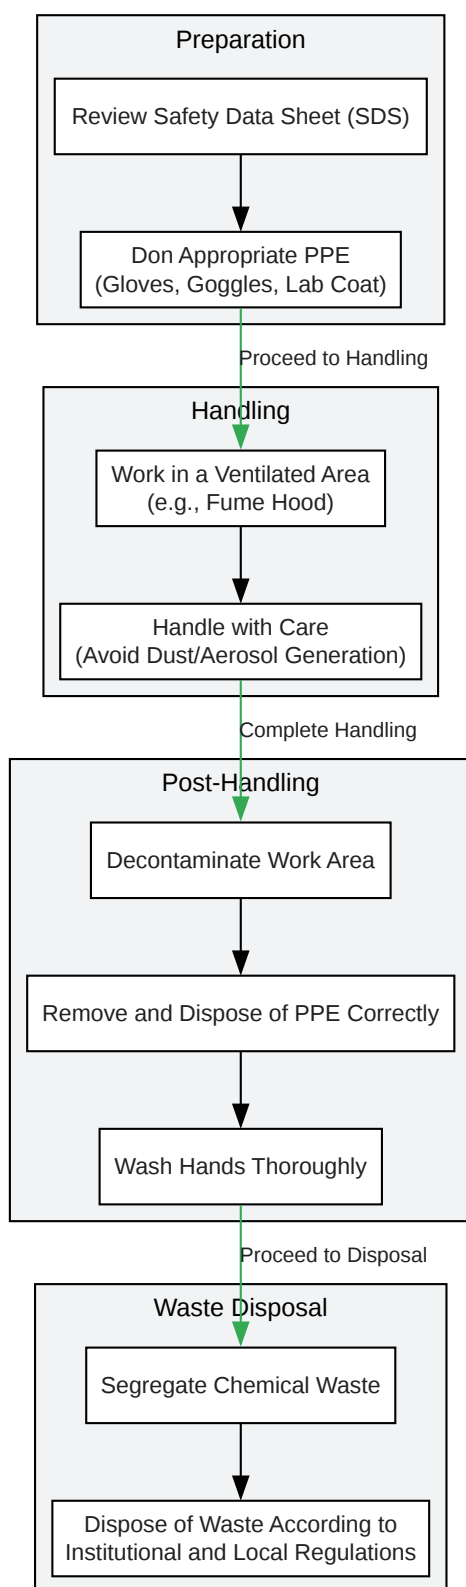 Preparation
Review Safety Data Sheet (SDS)
Don Appropriate PPE
(Gloves, Goggles, Lab Coat)
Proceed to Handling
Handling
Work in a Ventilated Area
(e.g., Fume Hood)
Handle with Care
(Avoid Dust/Aerosol Generation)
Complete Handling
Post-Handling
Decontaminate Work Area
Remove and Dispose of PPE Correctly
Wash Hands Thoroughly
Proceed to Disposal
Waste Disposal
Segregate Chemical Waste
Dispose of Waste According to
Institutional and Local Regulations